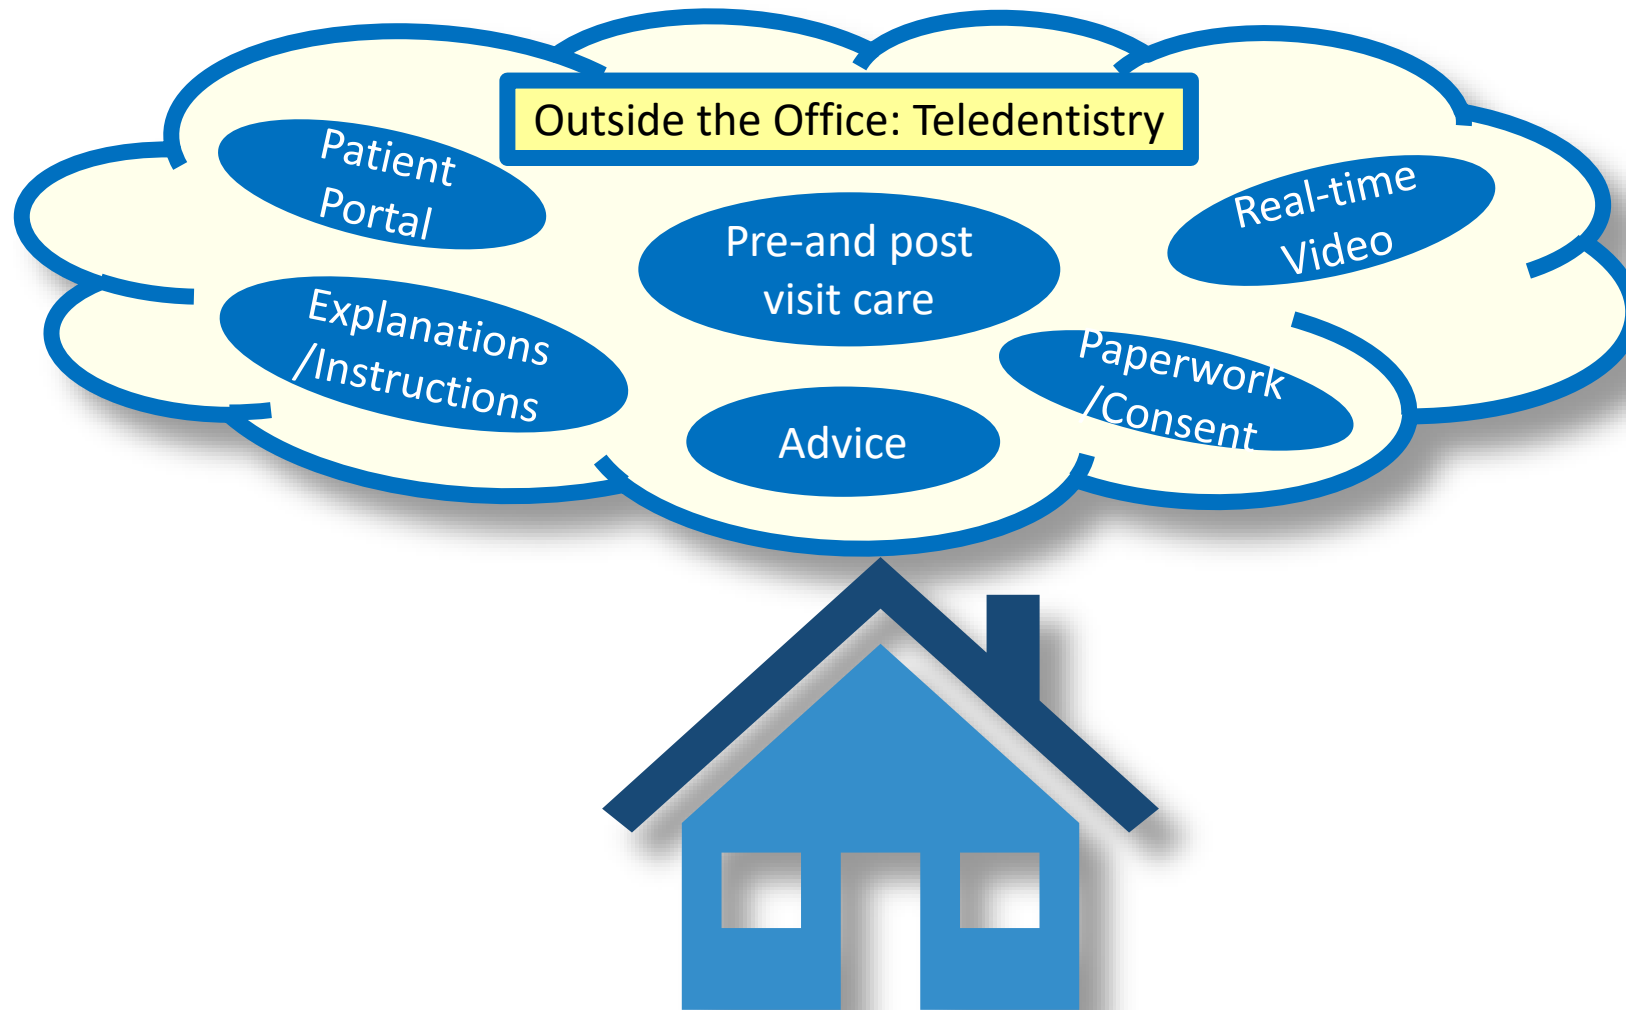 Outside the Office: Teledentistry
Patient
Portal
Pre-and post
visit care
Real-time
Video
Explanations
/Instructions
Advice
Paperwork
/Consent